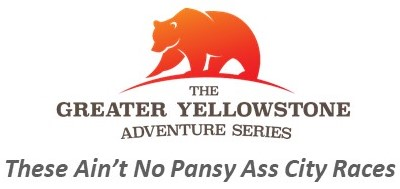 THE
GREATER YELLOWSTONE
ADVENTURE SERIES
These Ain't No Pansy Ass City Races